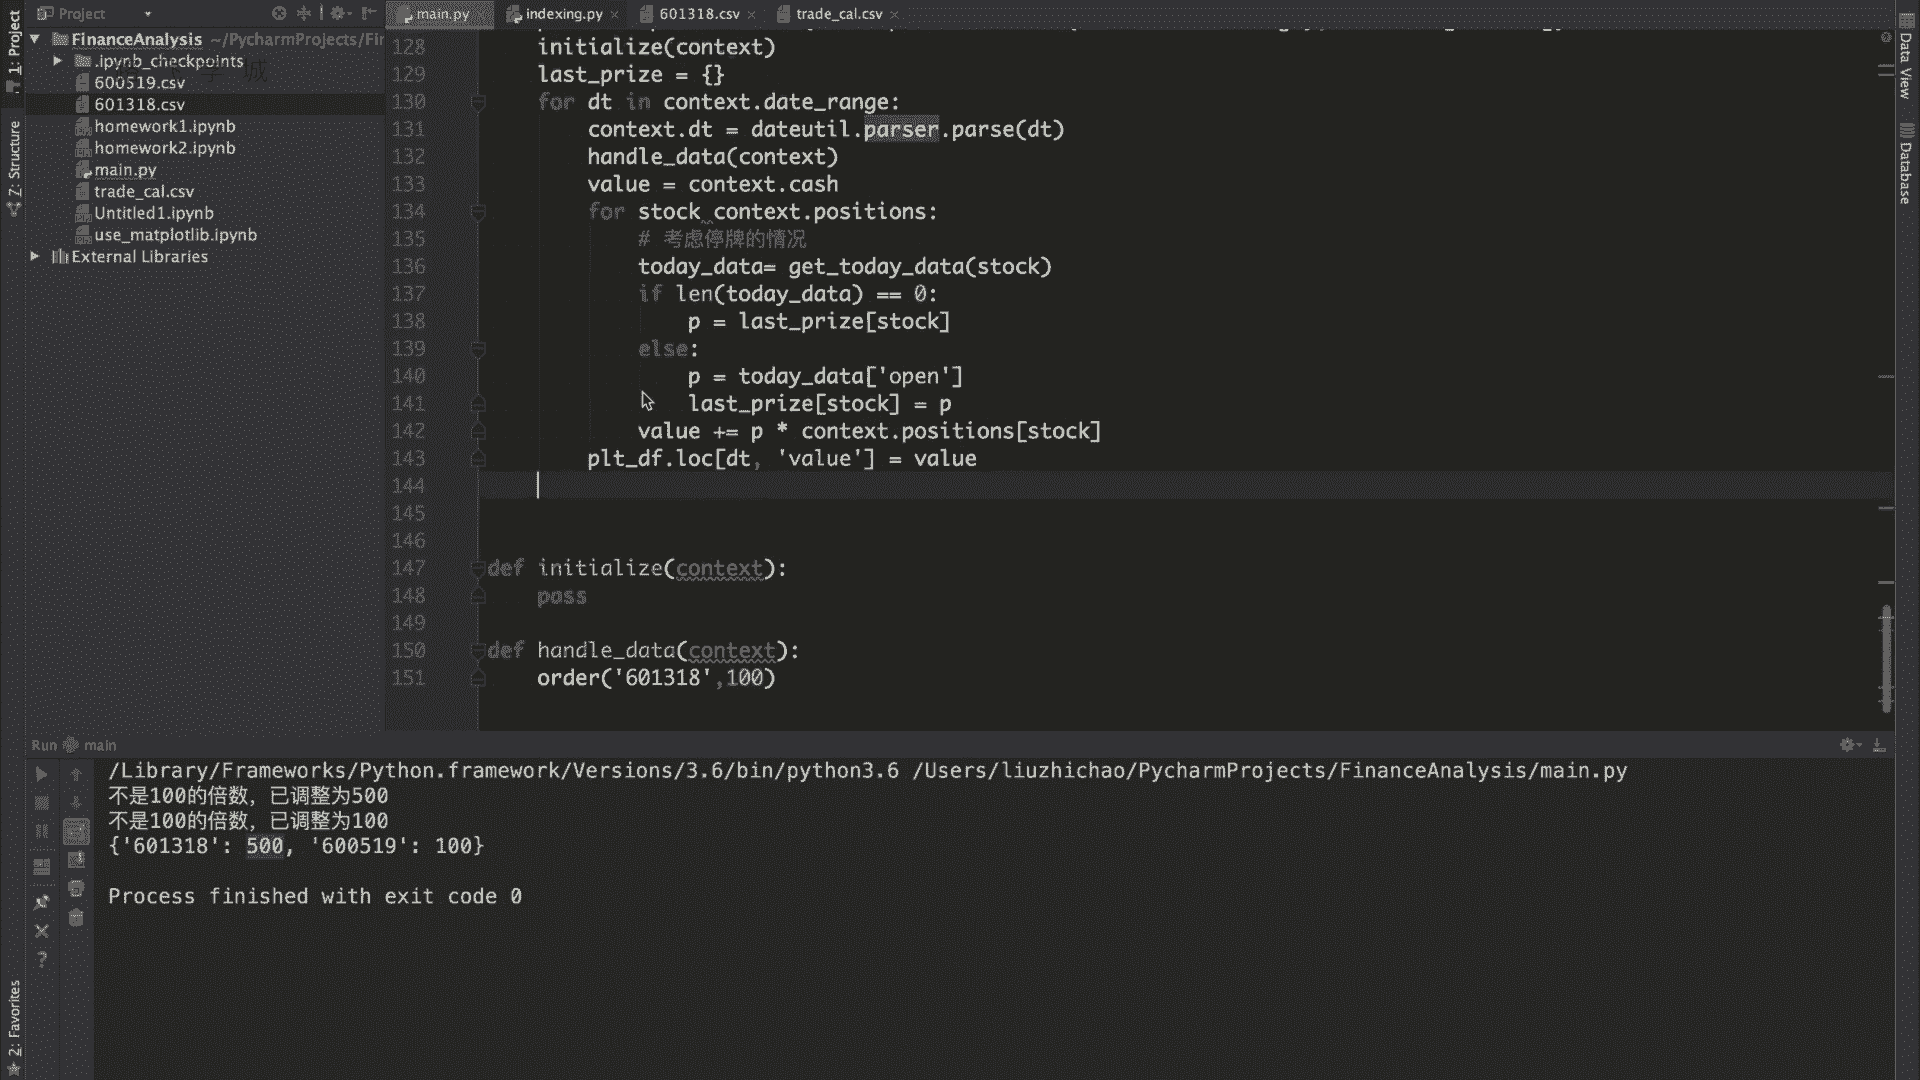 Project
main.py
indexing.py
601318.csv
trade_cal.csv
1: Project
Z: Structure
2: Favorites
Data View
Database
FinanceAnalysis ~/PycharmProjects/Fir
.ipynb_checkpoints
600519.csv
601318.csv
homework1.ipynb
homework2.ipynb
main.py
trade_cal.csv
Untitled1.ipynb
use_matplotlib.ipynb
External Libraries
128 initialize(context)
129 last_prize = {}
130 for dt in context.date_range:
131 context.dt = dateutil.parser.parse(dt)
132 handle_data(context)
133 value = context.cash
134 for stock context.positions:
135 # 考虑停牌的情况
136 today_data= get_today_data(stock)
137 if len(today_data) == 0:
138 p = last_prize[stock]
139 else:
140 p = today_data['open']
141 last_prize[stock] = p
142 value += p * context.positions[stock]
143 plt_df.loc[dt, 'value'] = value
144
145
146
147 def initialize(context):
148 pass
149
150 def handle_data(context):
151 order('601318',100)
Run main
/Library/Frameworks/Python.framework/Versions/3.6/bin/python3.6 /Users/liuzhichao/PycharmProjects/FinanceAnalysis/main.py
不是100的倍数，已调整为500
不是100的倍数，已调整为100
{'601318': 500, '600519': 100}
Process finished with exit code 0